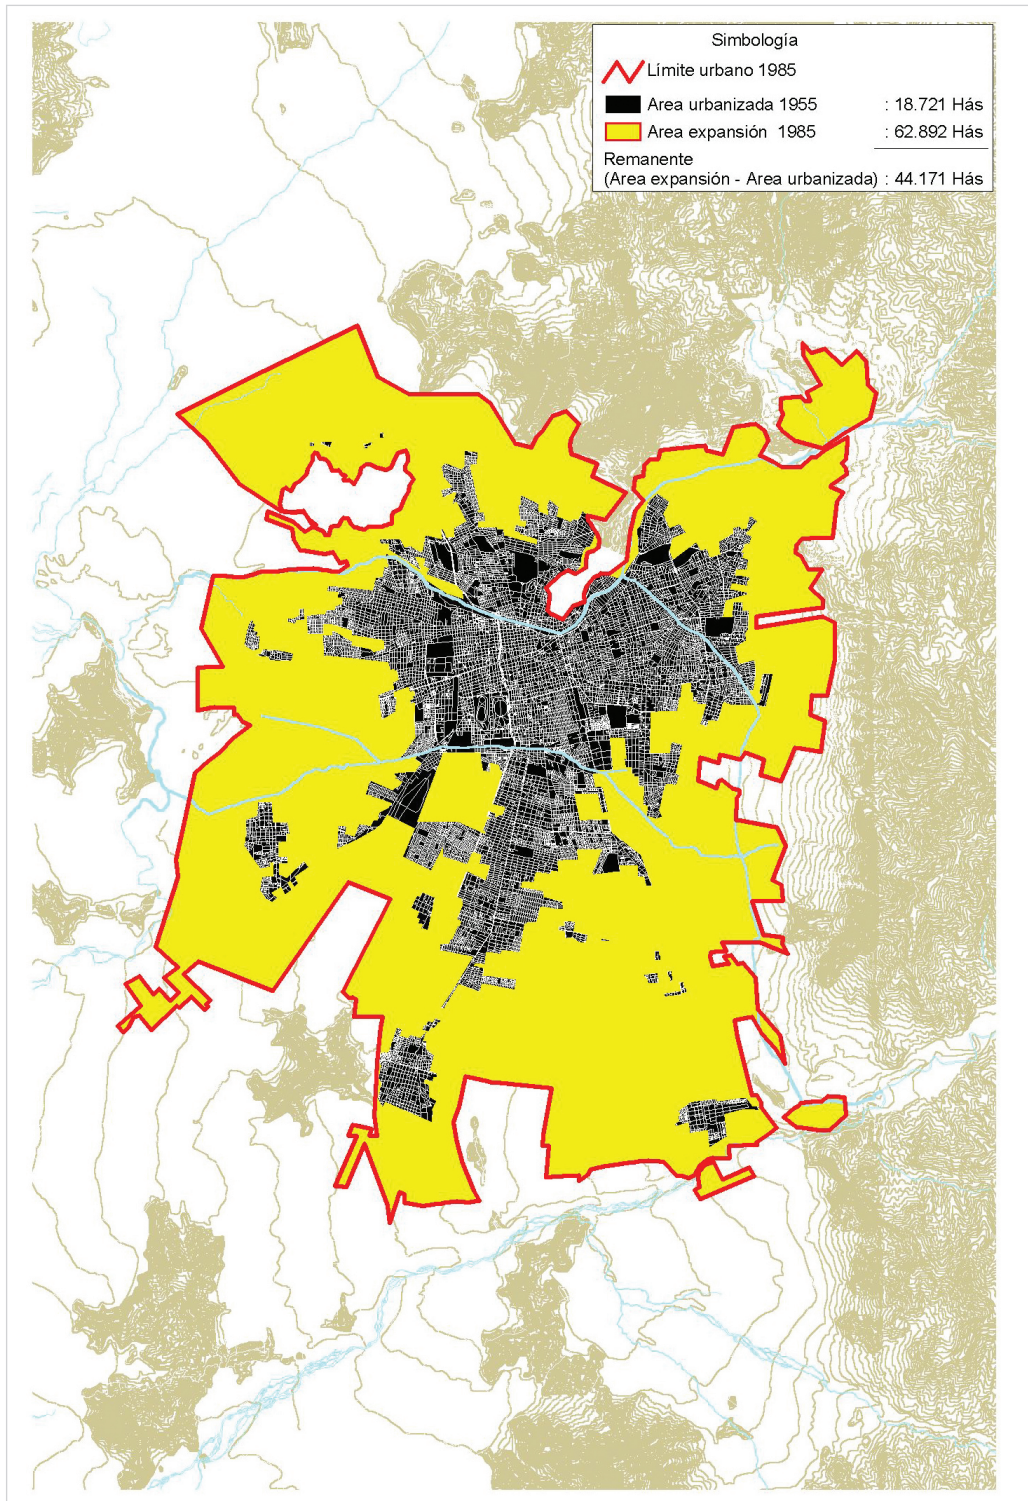 Simbología
Límite urbano 1985
Area urbanizada 1955 : 18.721 Hás
Area expansión 1985 : 62.892 Hás
Remanente
(Area expansión - Area urbanizada) : 44.171 Hás